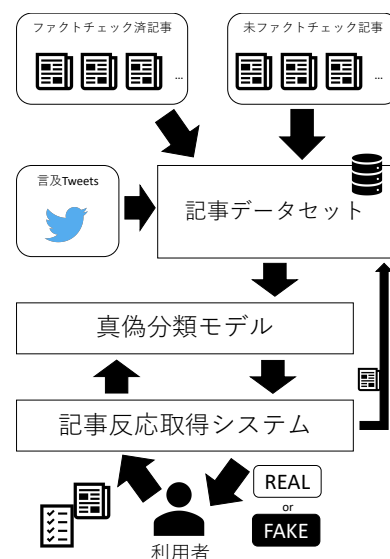 ファクトチェック済記事
...
未ファクトチェック記事
...
言及Tweets
記事データセット
真偽分類モデル
記事反応取得システム
REAL
or
FAKE
利用者